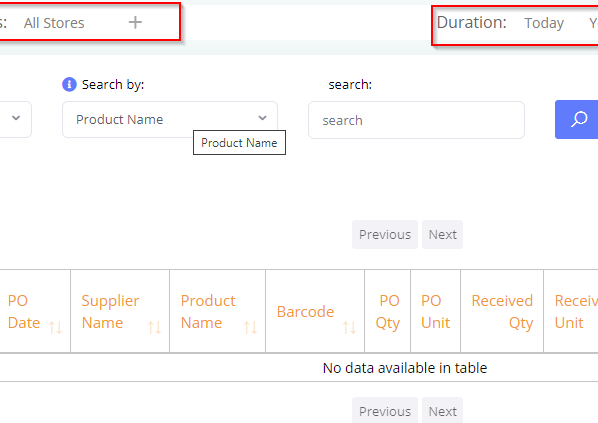 s: All Stores + Duration: Today Y
Search by: search:
Product Name search
Product Name
Previous Next
PO Date Supplier Name Product Name Barcode PO Qty PO Unit Received Qty Receiv Unit
No data available in table
Previous Next